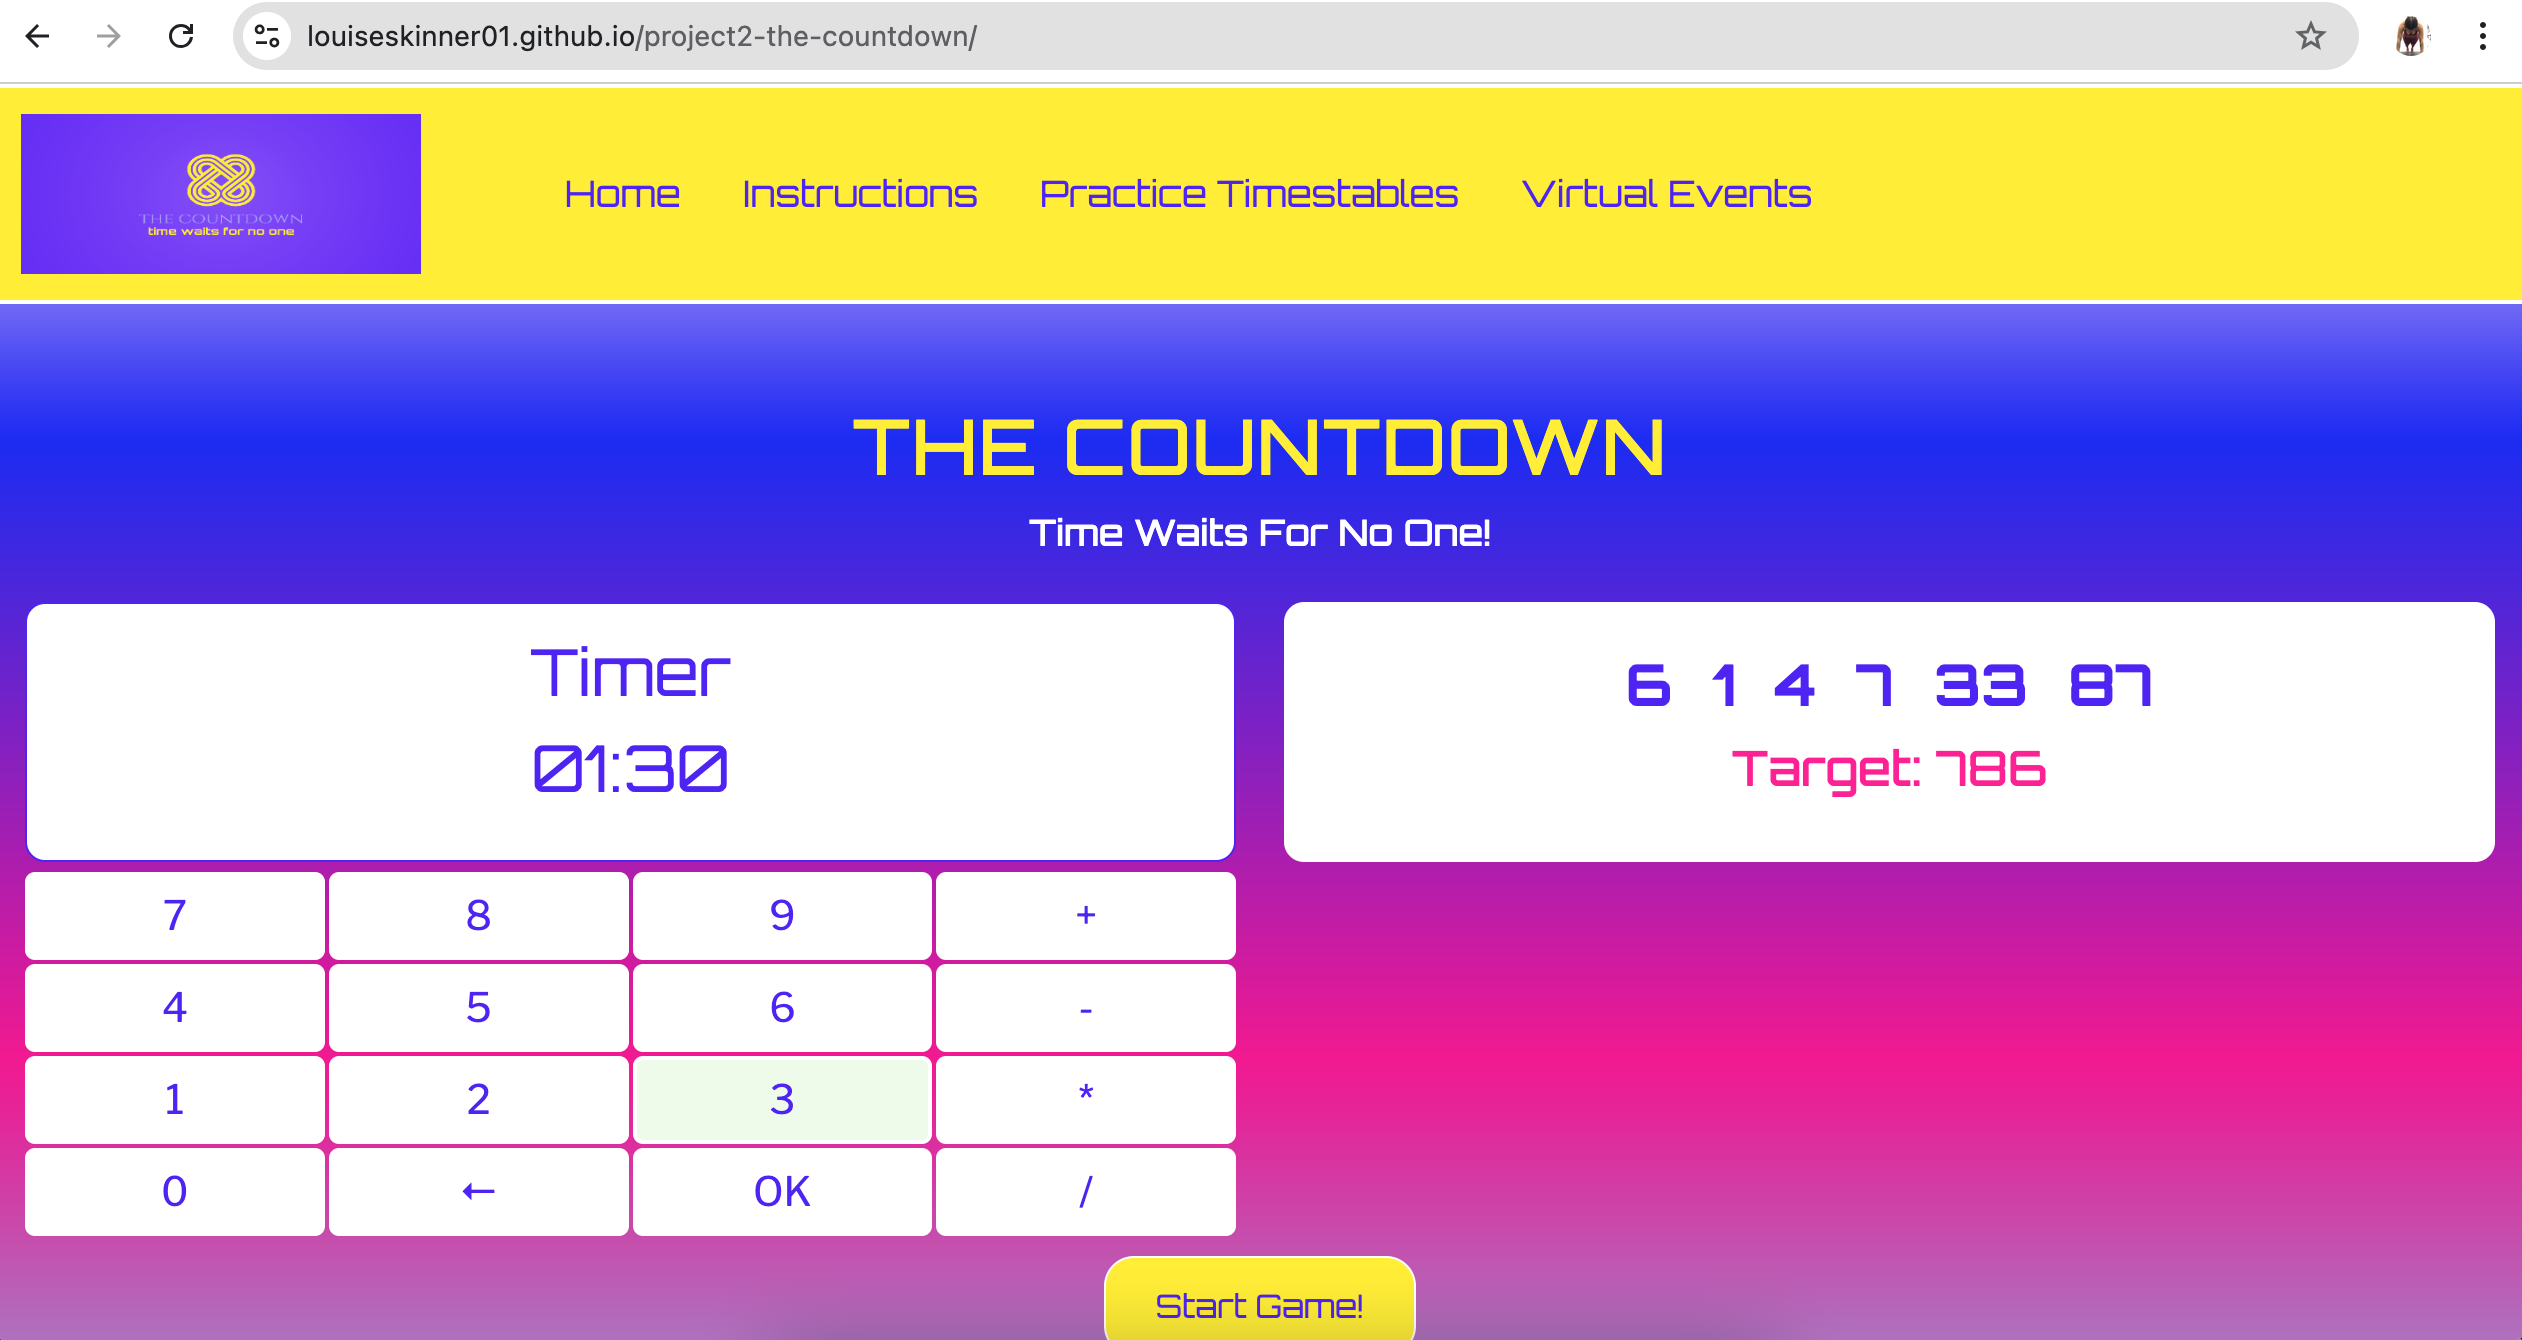 louiseskinner01.github.io/project2-the-countdown/
THE COUNTDOWN
time waits for no one
Home Instructions Practice Timestables Virtual Events
THE COUNTDOWN
Time Waits For No One!
Timer
01:30
6 1 4 7 33 87
Target: 786
7 8 9 +
4 5 6 -
1 2 3 *
0 ← OK /
Start Game!